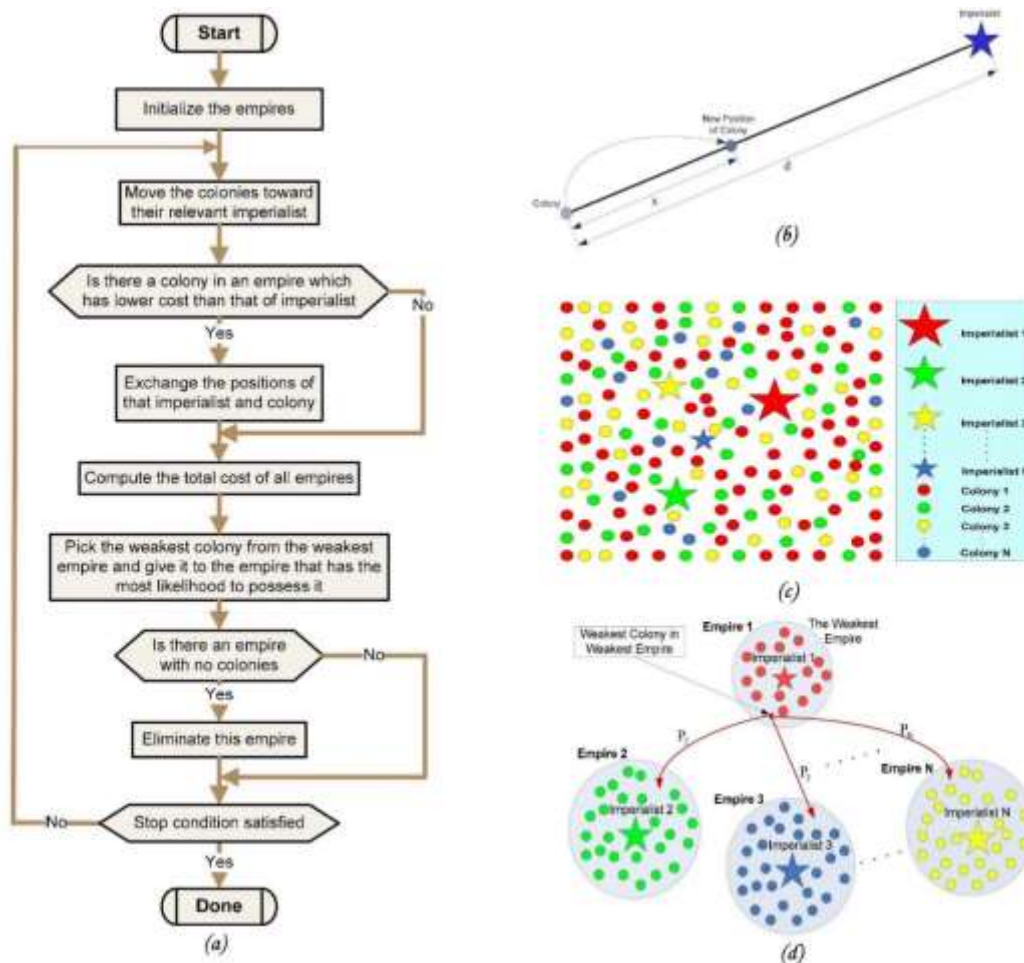 Start
Initialize the empires
Move the colonies toward
their relevant imperialist
Is there a colony in an empire which
has lower cost than that of imperialist
No
Yes
Exchange the positions of
that imperialist and colony
Compute the total cost of all empires
Pick the weakest colony from the weakest
empire and give it to the empire that has the
most likelihood to possess it
Is there an empire
with no colonies
No
Yes
Eliminate this empire
Stop condition satisfied
No
Yes
Done
(a)
Imperialist
New Position
of Colony
Colony
x
d
(b)
Imperialist 1
Imperialist
Imperialist
Imperialist
Colony 1
Colony 2
Colony 3
Colony N
(c)
Weakest Colony in
Weakest Empire
Empire 1
The Weakest
Empire
Imperialist 1
P
P
P
Empire 2
Imperialist 2
Empire 3
Imperialist 3
Empire N
Imperialist N
(d)